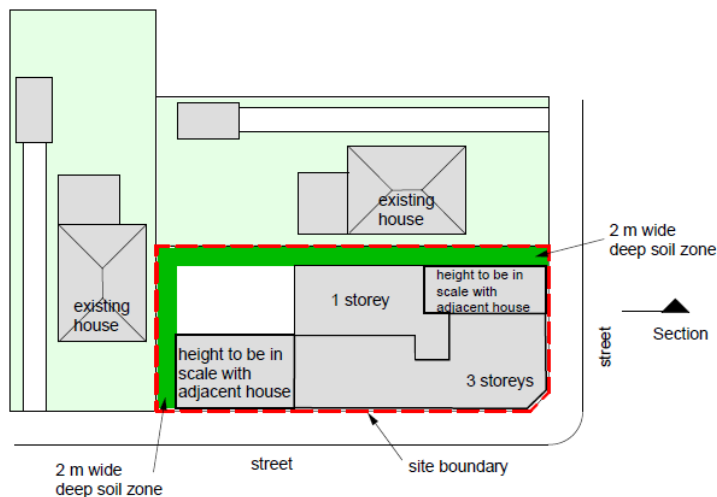 existing
house
2 m wide
deep soil zone
existing
house
1 storey
height to be in
scale with
adjacent house
street
Section
height to be in
scale with
adjacent house
3 storeys
2 m wide
deep soil zone
street
site boundary